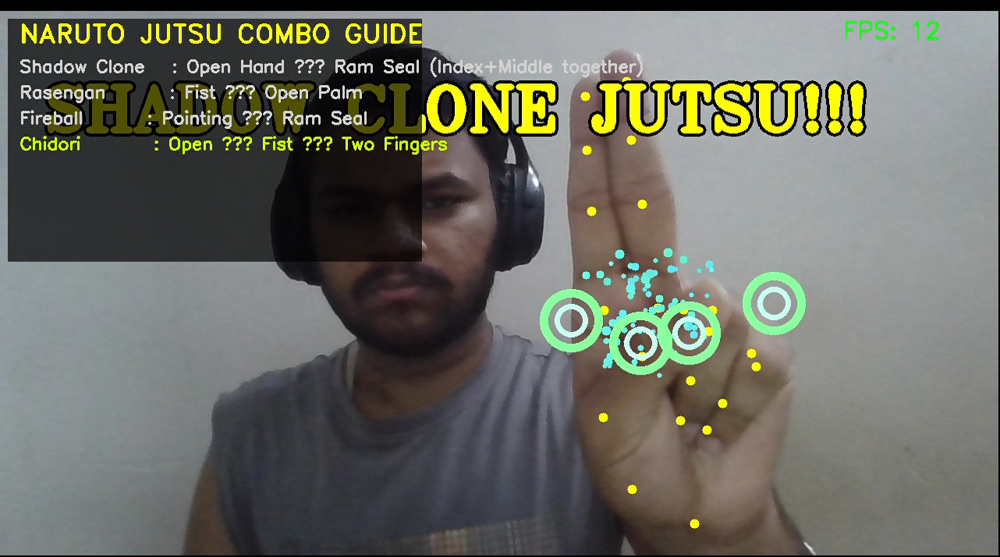 NARUTO JUTSU COMBO GUIDE
FPS: 12
Shadow Clone : Open Hand ??? Ram Seal (Index+Middle together)
SHADOW CLONE JUTSU!!!
Rasengan : Fist ??? Open Palm
Fireball : Pointing ??? Ram Seal
Chidori : Open ??? Fist ??? Two Fingers